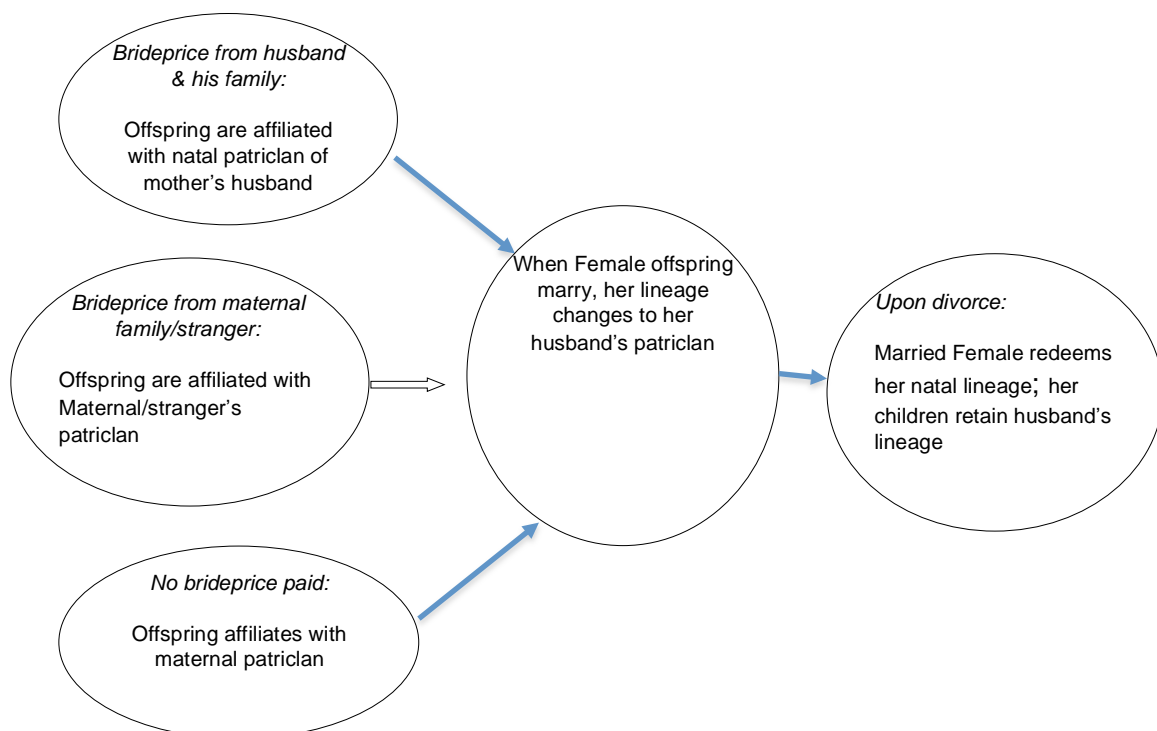 Brideprice from husband
& his family:
Offspring are affiliated
with natal patriclan of
mother’s husband
Brideprice from maternal
family/stranger:
Offspring are affiliated with
Maternal/stranger’s
patriclan
No brideprice paid:
Offspring affiliates with
maternal patriclan
When Female offspring
marry, her lineage
changes to her
husband’s patriclan
Upon divorce:
Married Female redeems
her natal lineage; her
children retain husband’s
lineage